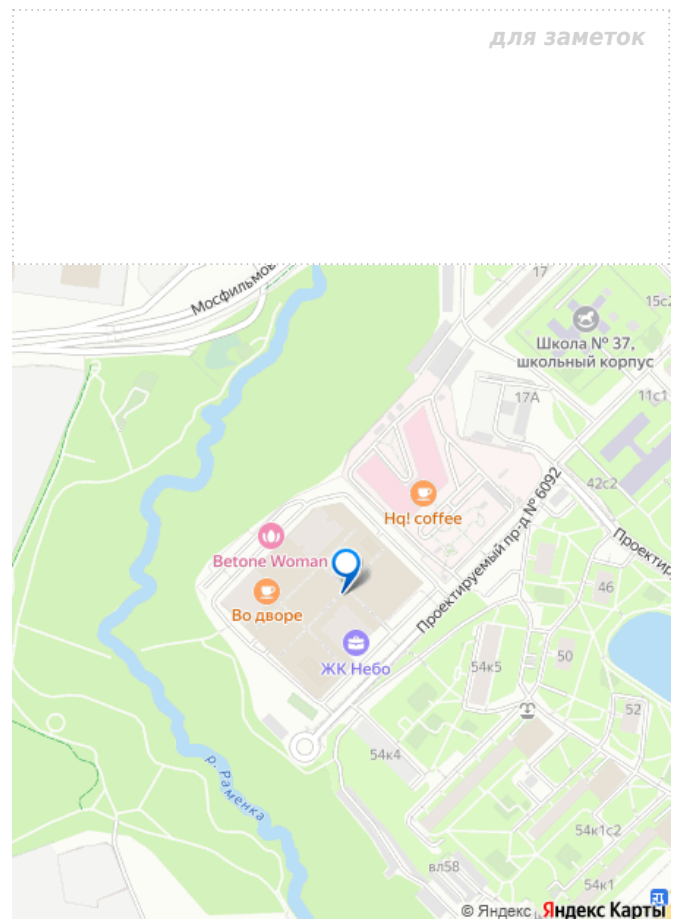 для заметок
Мосфильмов
17
15с2
Школа № 37,
школьный корпус
17А
11с1
42с2
Hq! coffee
Проектируемый пр-д № 6092
Betone Woman
Во дворе
46
ЖК Небо
54к5
50
52
54к4
р. Раменка
54к1с2
вл58
54к1
© Яндекс Яндекс Карты